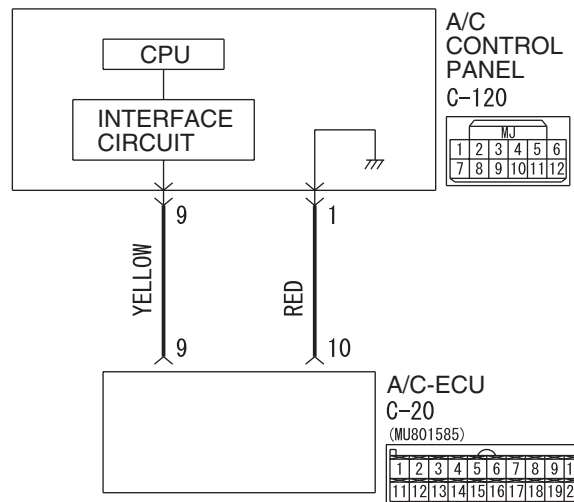 A/C
CONTROL
PANEL
C-120
CPU
INTERFACE
CIRCUIT
MJ
1 2 3 4 5 6
7 8 9 10 11 12
9 1
YELLOW
RED
9 10
A/C-ECU
C-20
(MU801585)
1 2 3 4 5 6 7 8 9
11 12 13 14 15 16 17 18 19